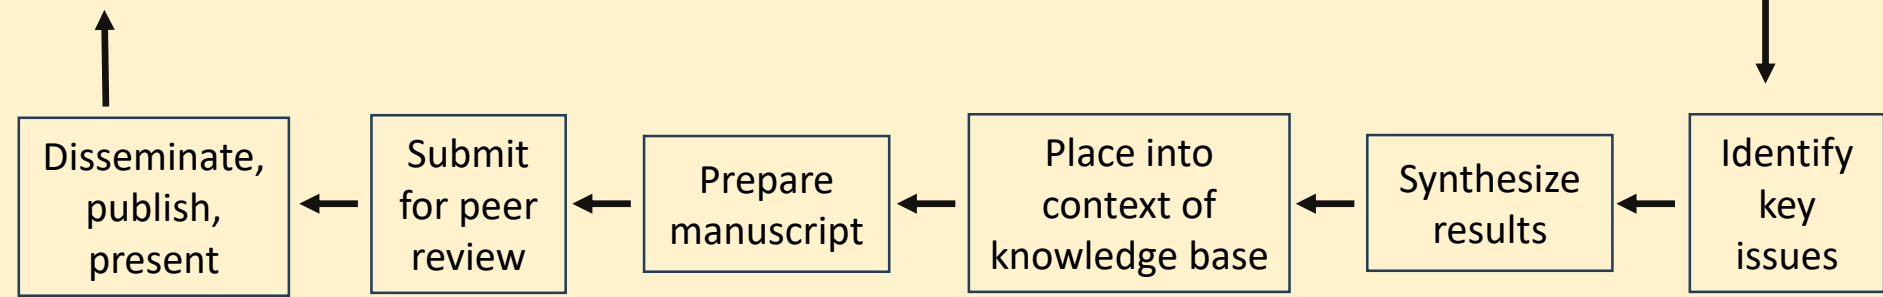 Disseminate,
publish,
present
Submit
for peer
review
Prepare
manuscript
Place into
context of
knowledge base
Synthesize
results
Identify
key
issues